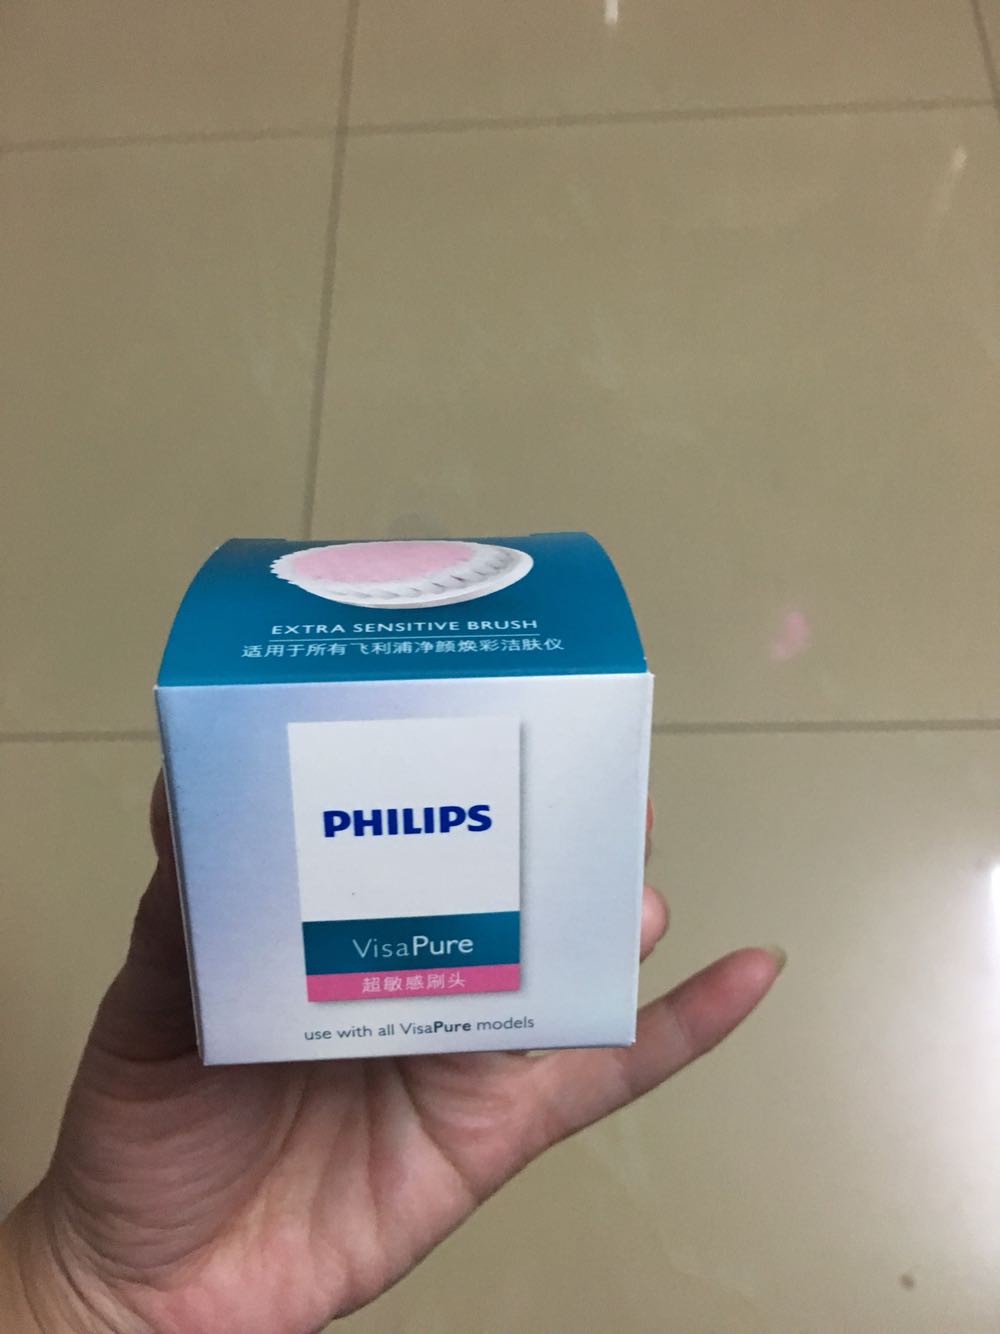 EXTRA SENSITIVE BRUSH
适用于所有飞利浦净颜焕彩洁肤仪
PHILIPS
VisaPure
超敏感刷头
use with all VisaPure models